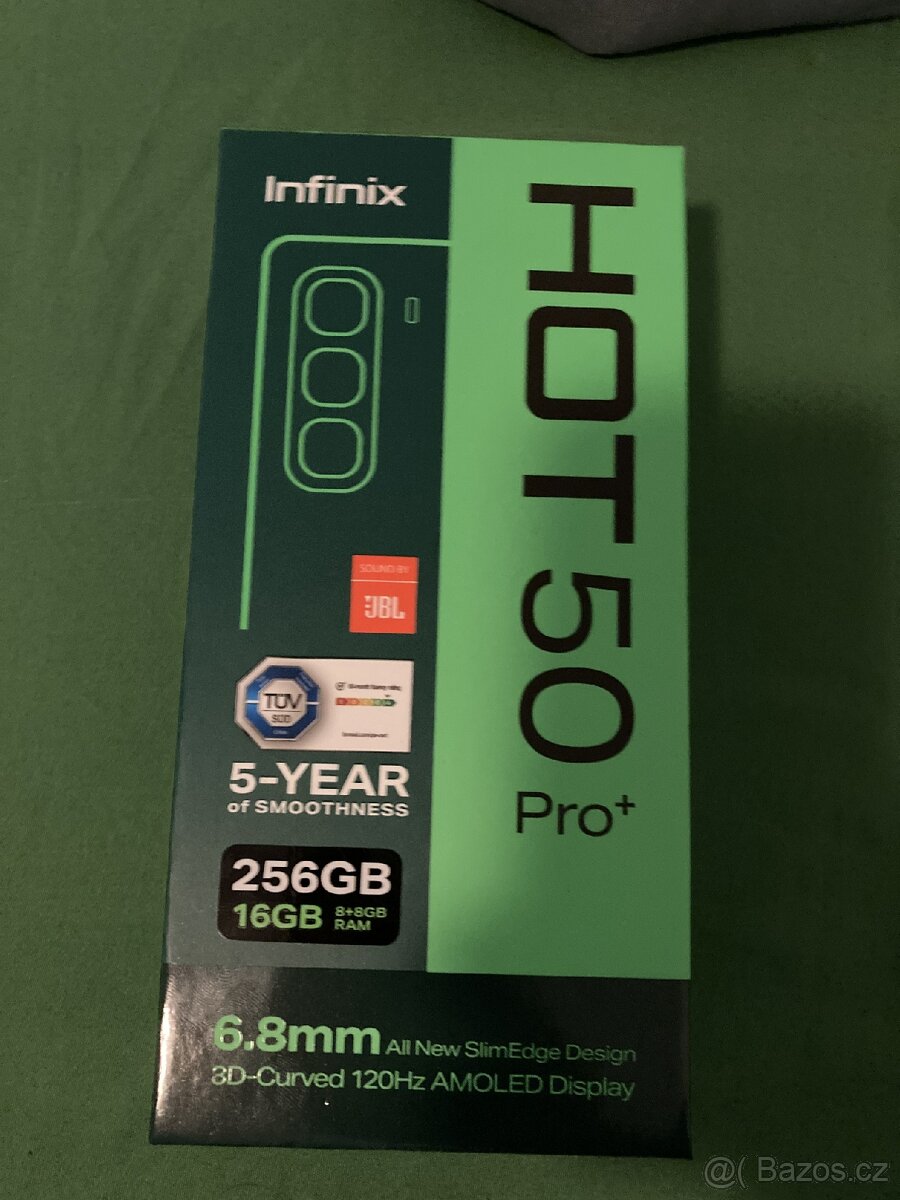 Infinix
HOT 50
Pro+
SOUND BY
JBL
TÜV
SÜD
5-YEAR
of SMOOTHNESS
256GB
16GB 8+8GB
RAM
6.8mm All New SlimEdge Design
3D-Curved 120Hz AMOLED Display
@( Bazos.cz